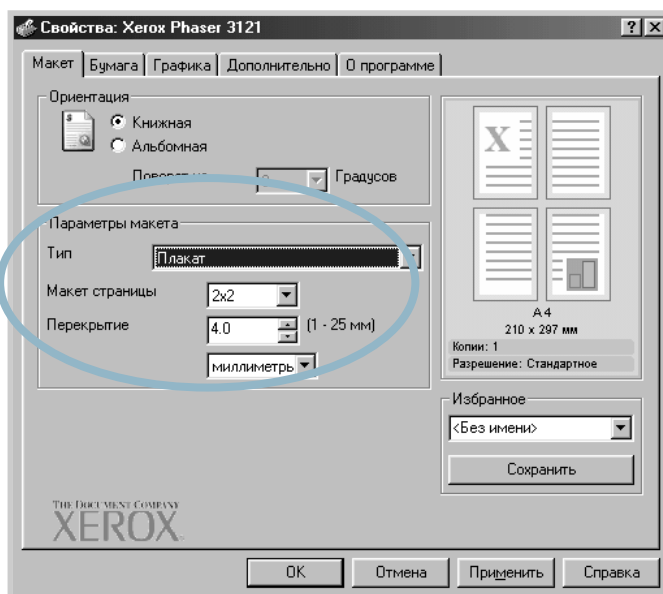 Свойства: Xerox Phaser 3121
Макет Бумага Графика Дополнительно О программе
Ориентация
Книжная
Альбомная
Градусов
Параметры макета
Тип Плакат
Макет страницы 2x2
Перекрытие 4.0 (1 - 25 мм)
миллиметры
X
A4
210 x 297 мм
Копии: 1
Разрешение: Стандартное
Избранное
<Без имени>
Сохранить
THE DOCUMENT COMPANY
XEROX
OK Отмена Применить Справка